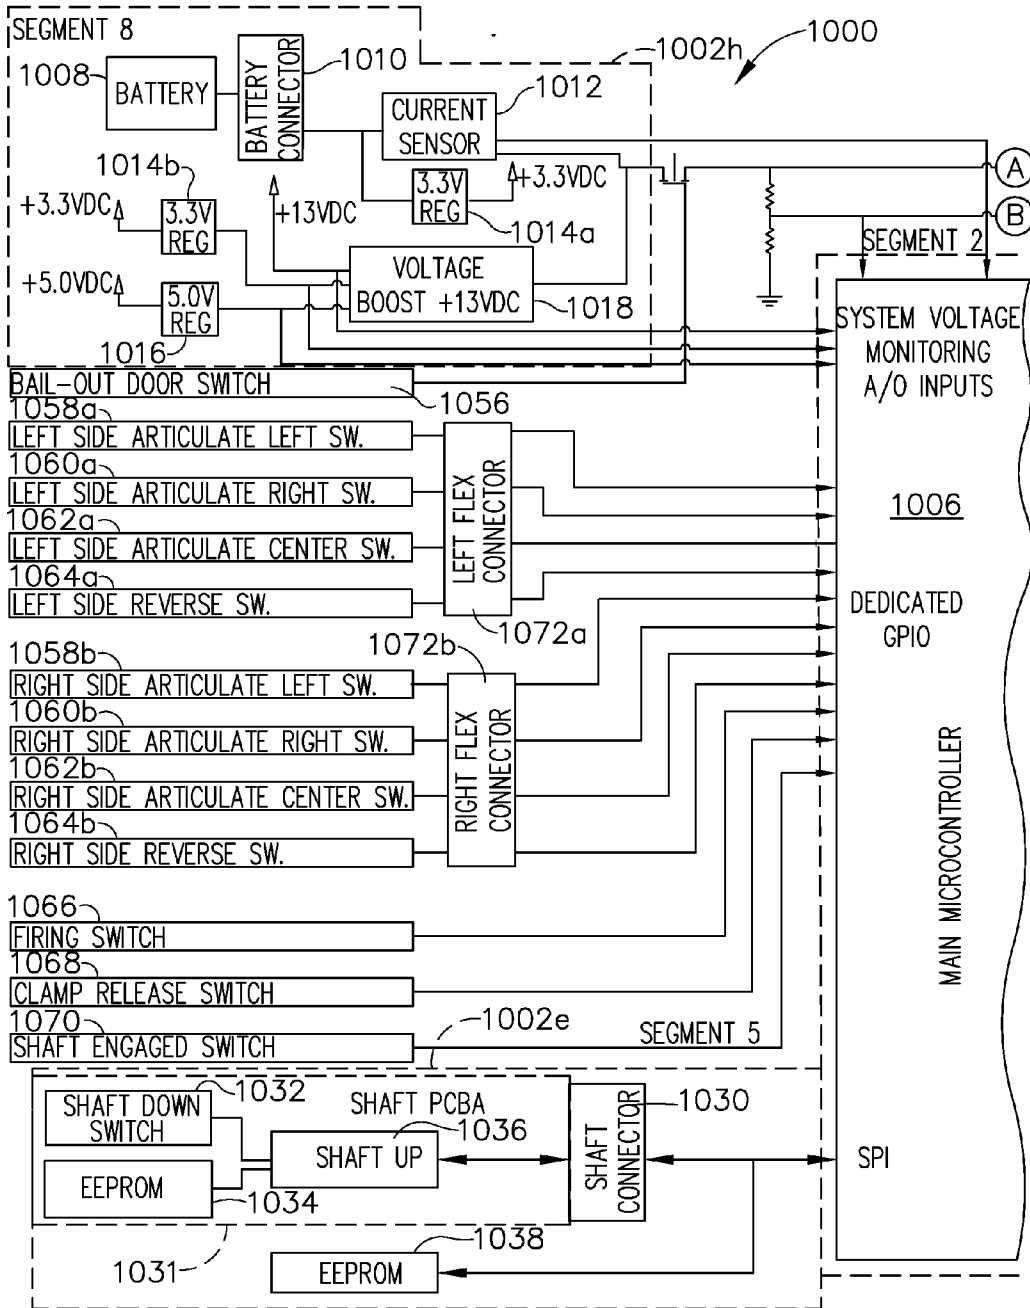 SEGMENT 8
1000
1002h
1008
BATTERY
1010
BATTERY
CONNECTOR
1012
CURRENT
SENSOR
A
B
1014b
+3.3VDC
3.3V
REG
+13VDC
3.3V
REG
+3.3VDC
1014a
SEGMENT 2
+5.0VDC
5.0V
REG
1016
VOLTAGE
BOOST +13VDC
1018
SYSTEM VOLTAGE
MONITORING
A/O INPUTS
BAIL-OUT DOOR SWITCH
1056
1058a
LEFT SIDE ARTICULATE LEFT SW.
1060a
LEFT SIDE ARTICULATE RIGHT SW.
1062a
LEFT SIDE ARTICULATE CENTER SW.
1064a
LEFT SIDE REVERSE SW.
LEFT FLEX
CONNECTOR
1072a
1006
DEDICATED
GPIO
1072b
1058b
RIGHT SIDE ARTICULATE LEFT SW.
1060b
RIGHT SIDE ARTICULATE RIGHT SW.
1062b
RIGHT SIDE ARTICULATE CENTER SW.
1064b
RIGHT SIDE REVERSE SW.
RIGHT FLEX
CONNECTOR
MAIN MICROCONTROLLER
1066
FIRING SWITCH
1068
CLAMP RELEASE SWITCH
1070
SHAFT ENGAGED SWITCH
1002e
SEGMENT 5
1032
SHAFT DOWN
SWITCH
SHAFT PCBA
1036
SHAFT UP
1030
SHAFT
CONNECTOR
SPI
EEPROM
1034
1031
1038
EEPROM